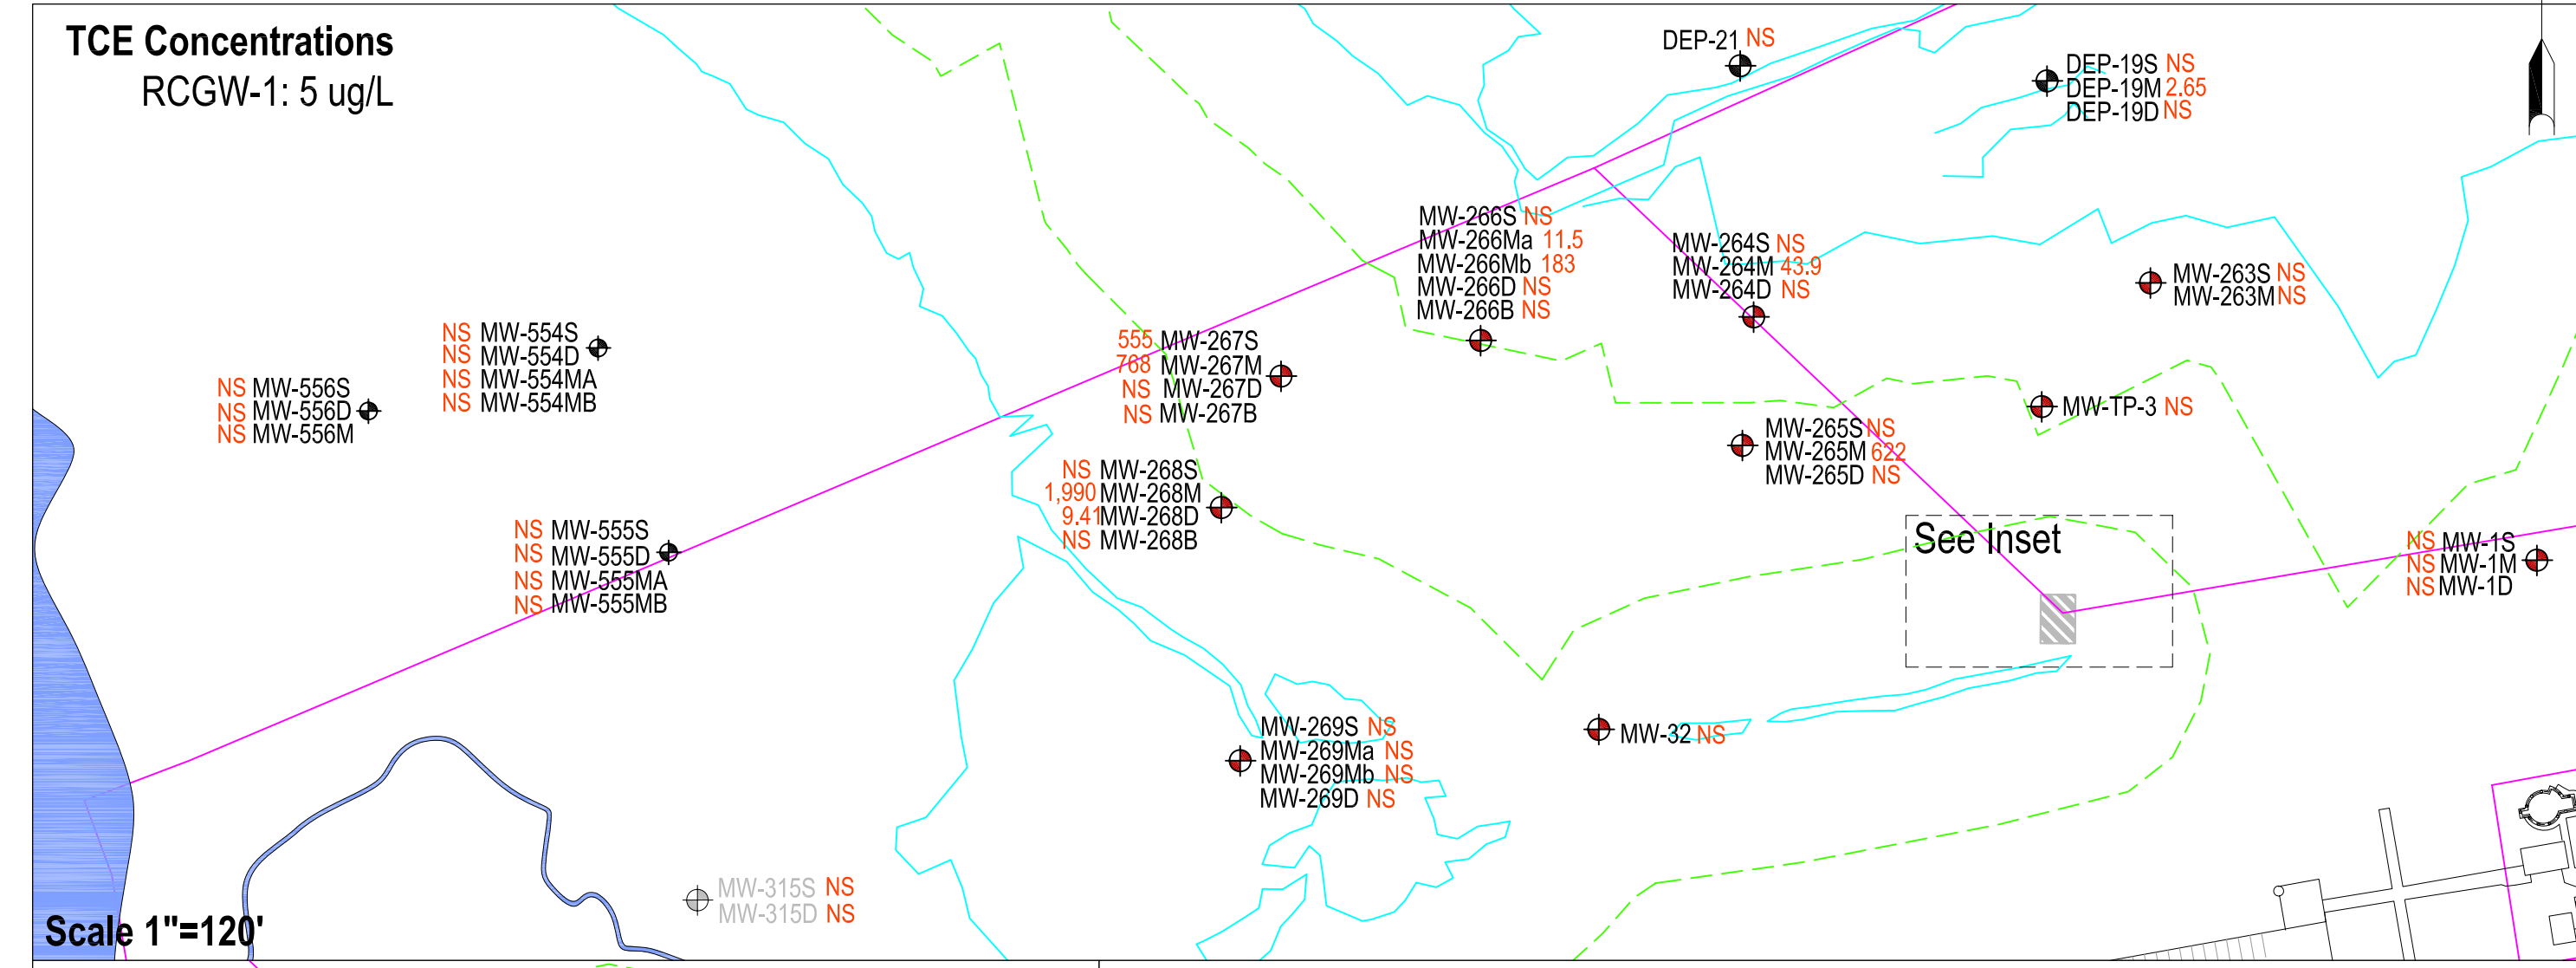 TCE Concentrations
RCGW-1: 5 ug/L
DEP-21 NS
DEP-19S NS
DEP-19M 2.65
DEP-19D NS
MW-266S NS
MW-266Ma 11.5
MW-266Mb 183
MW-266D NS
MW-266B NS
MW-264S NS
MW-264M 43.9
MW-264D NS
MW-263S NS
MW-263M NS
NS MW-554S
NS MW-554D
NS MW-554MA
NS MW-554MB
555 MW-267S
768 MW-267M
NS MW-267D
NS MW-267B
NS MW-556S
NS MW-556D
NS MW-556M
MW-TP-3 NS
MW-265S NS
MW-265M 622
MW-265D NS
NS MW-268S
1,990 MW-268M
9.41 MW-268D
NS MW-268B
NS MW-555S
NS MW-555D
NS MW-555MA
NS MW-555MB
See Inset
NS MW-1S
NS MW-1M
NS MW-1D
MW-269S NS
MW-269Ma NS
MW-269Mb NS
MW-269D NS
MW-32 NS
MW-315S NS
MW-315D NS
Scale 1"=120'